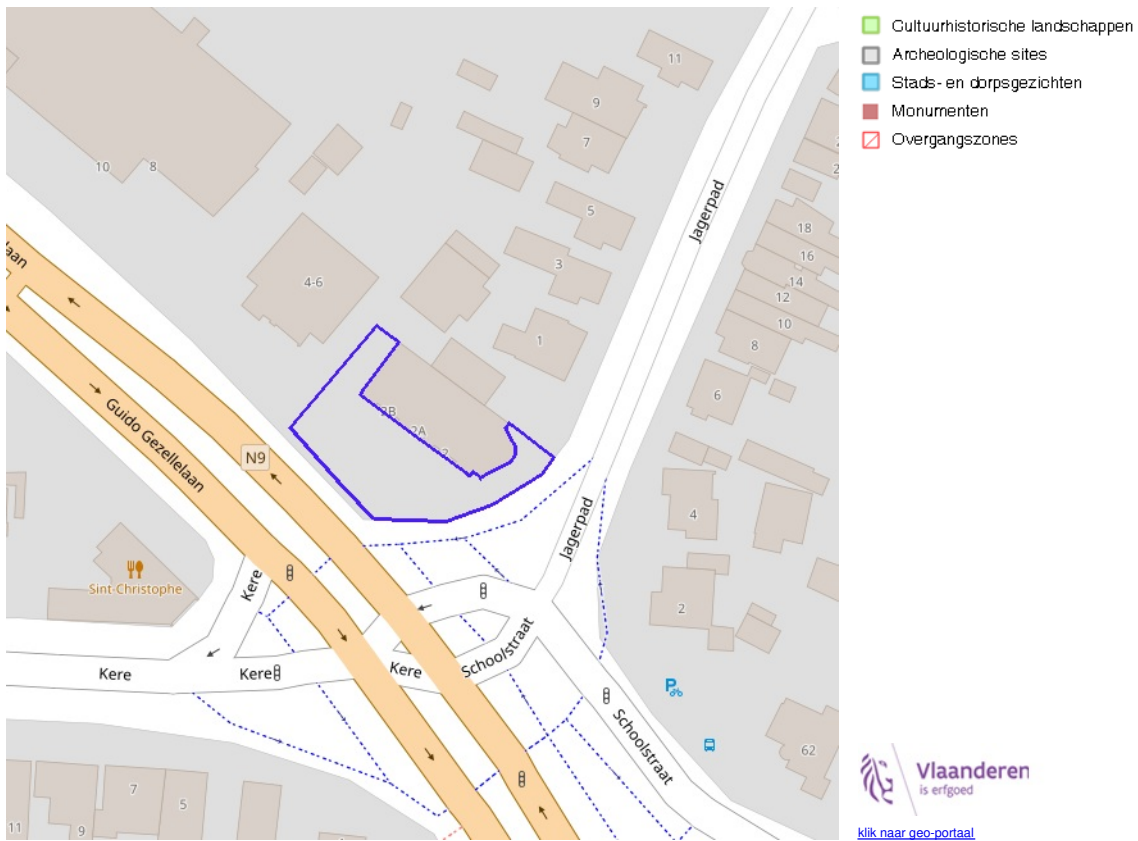 Cultuurhistorische landschappen
Archeologische sites
Stads- en dorpsgezichten
Monumenten
Overgangszones
11
9
7
10
8
5
Jagerpad
18
16
14
12
10
8
3
4-6
1
6
laan
2B
2A
2
Guido Gezellelaan
N9
Jagerpad
4
Sint-Christophe
Kere
2
Schoolstraat
Kere
Kere
Kere
Schoolstraat
P
62
7
5
11
9
Vlaanderen
is erfgoed
klik naar geo-portaal